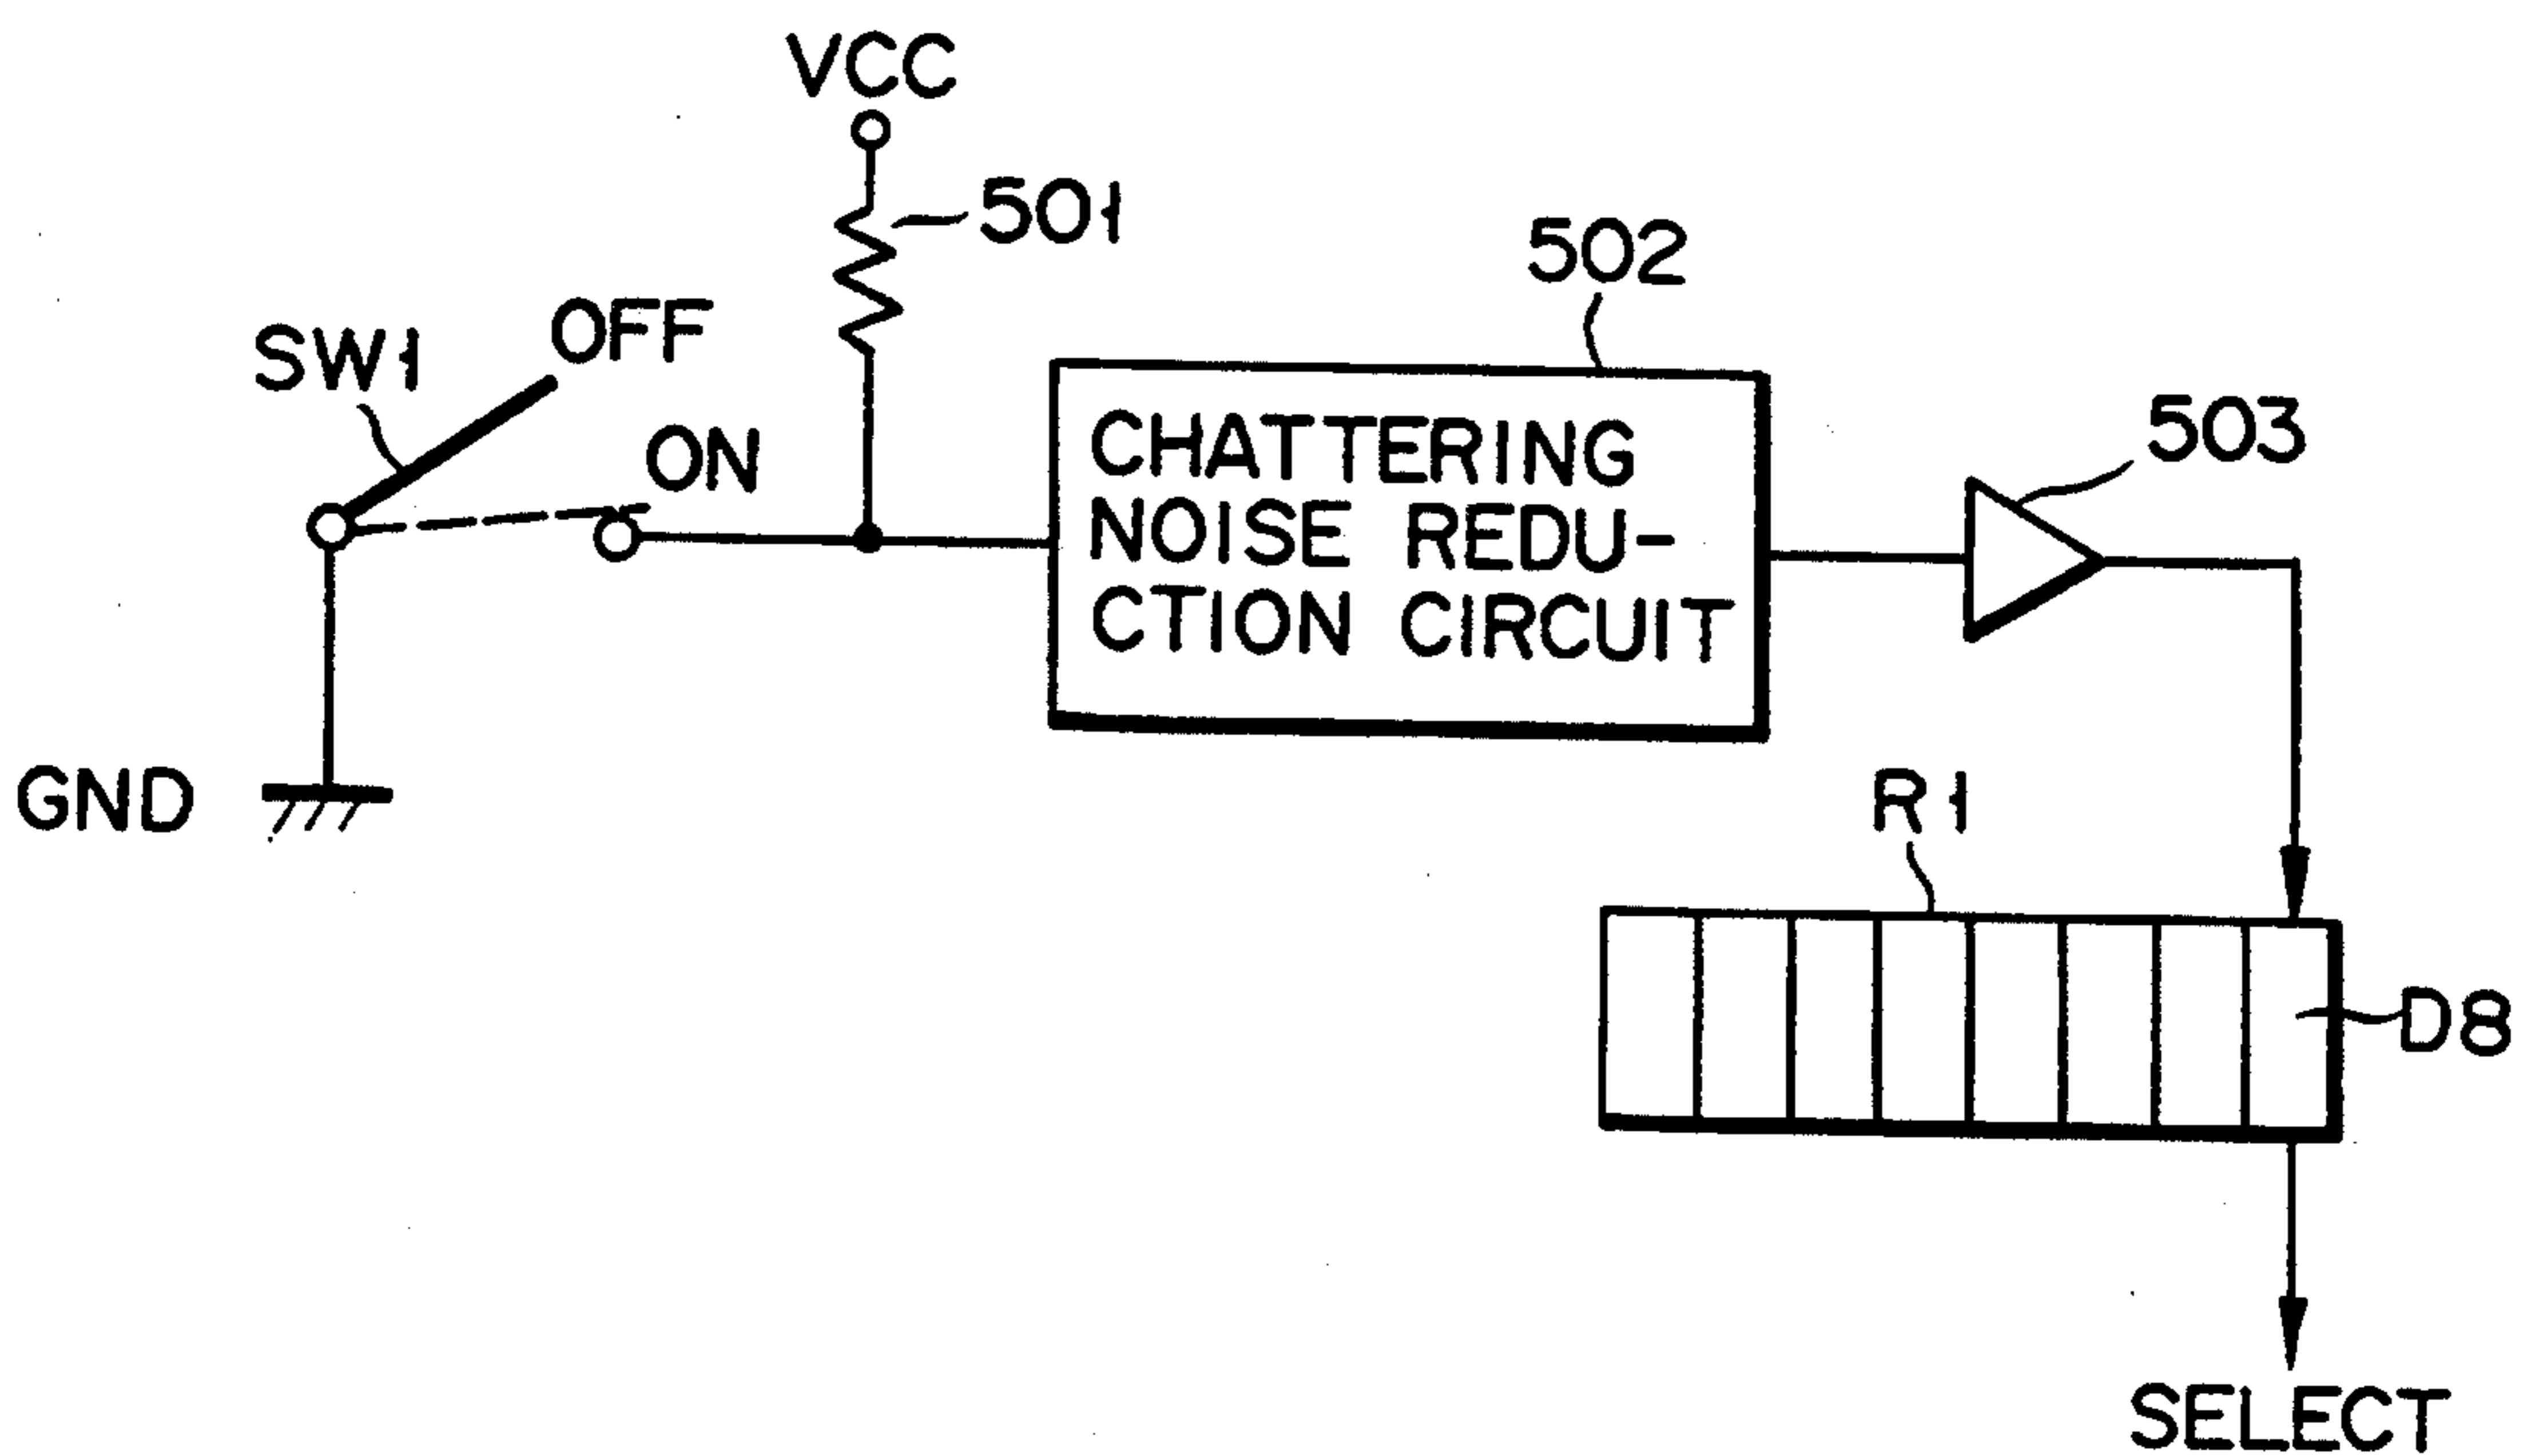 VCC
501
502
OFF
SW1
ON
503
CHATTERING
NOISE REDU-
CTION CIRCUIT
GND
R1
D8
SELECT